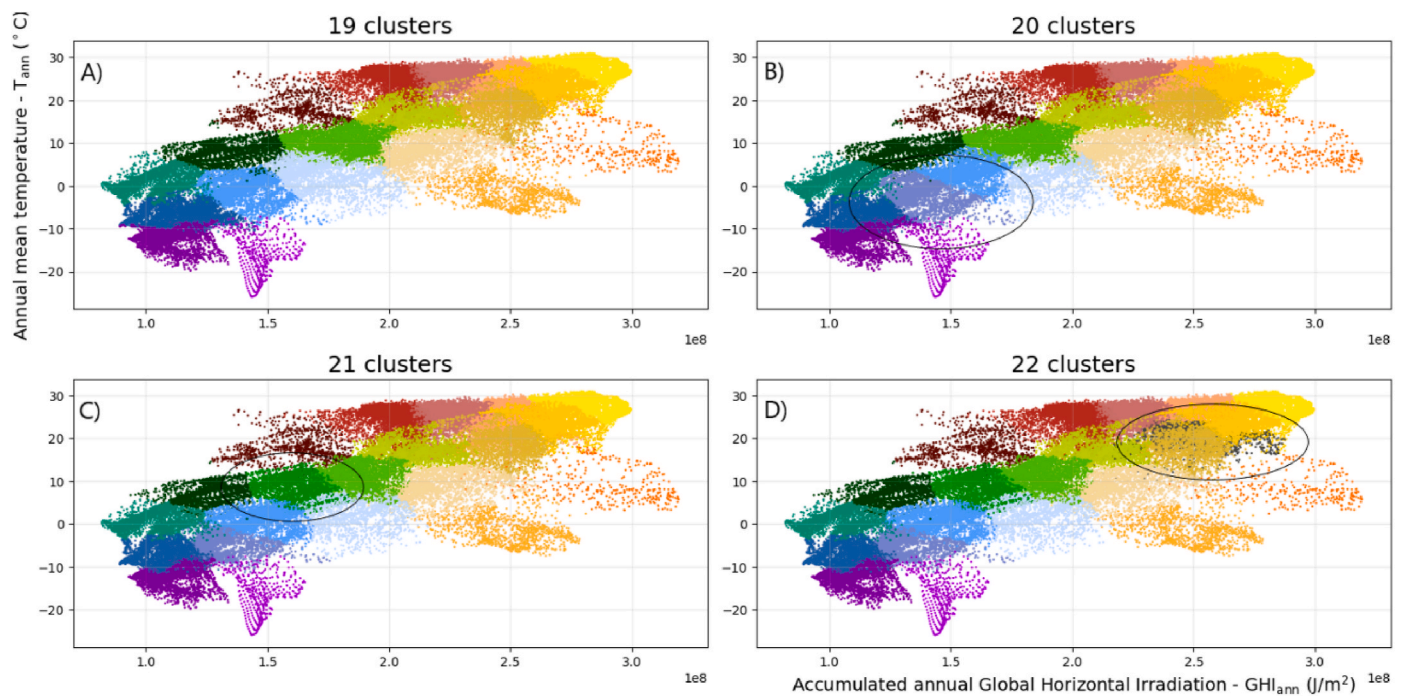 Annual mean temperature - T_ann (°C)
19 clusters
A)
30
20
10
0
−10
−20
1.0 1.5 2.0 2.5 3.0
1e8
20 clusters
B)
30
20
10
0
−10
−20
1.0 1.5 2.0 2.5 3.0
1e8
21 clusters
C)
30
20
10
0
−10
−20
1.0 1.5 2.0 2.5 3.0
1e8
22 clusters
D)
30
20
10
0
−10
−20
1.0 1.5 2.0 2.5 3.0
1e8
Accumulated annual Global Horizontal Irradiation - GHI_ann (J/m²)